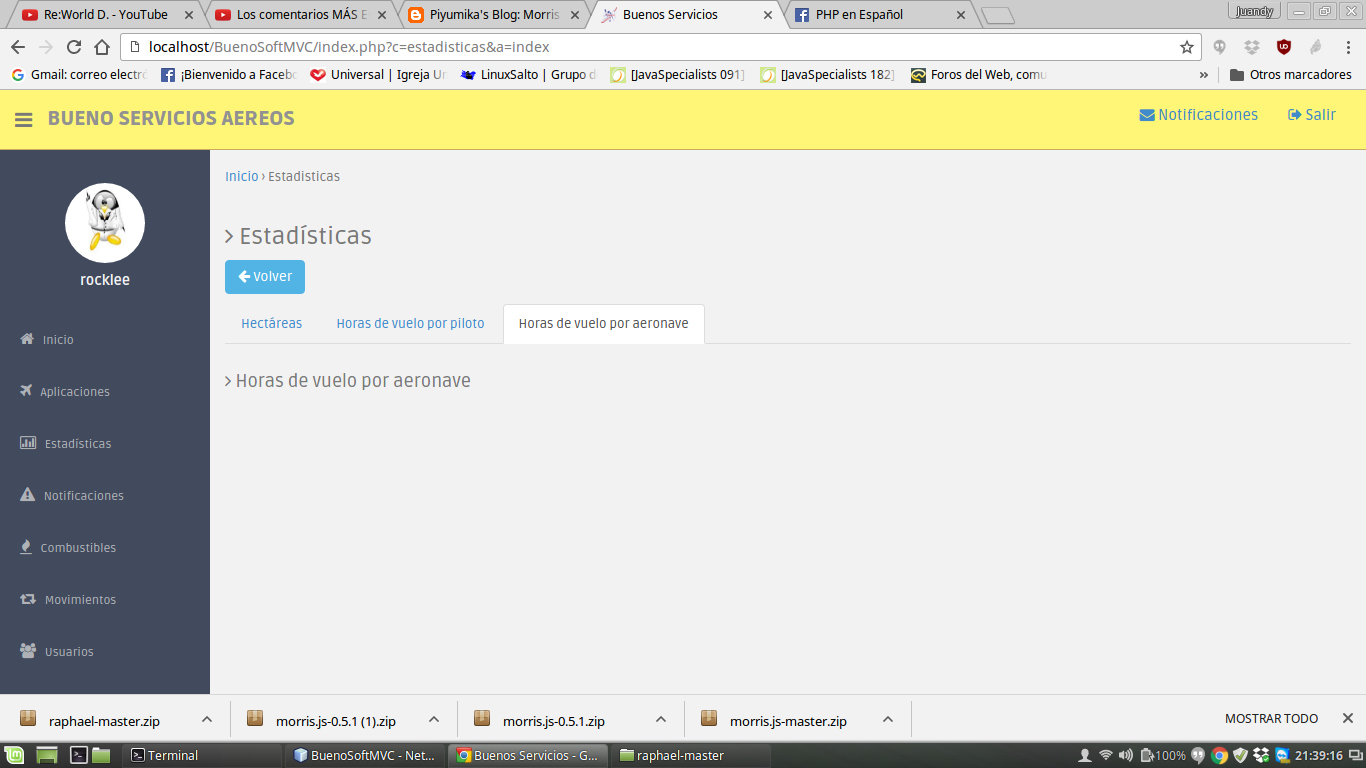 Re:World D. - YouTube
Los comentarios MÁS E
Piyumika's Blog: Morris
Buenos Servicios
PHP en Español
Juandy
localhost/BuenoSoftMVC/index.php?c=estadisticas&a=index
Gmail: correo electró
¡Bienvenido a Facebo
Universal | Igreja Un
LinuxSalto | Grupo d
[JavaSpecialists 091]
[JavaSpecialists 182]
Foros del Web, comu
»
Otros marcadores
BUENO SERVICIOS AEREOS
Notificaciones
Salir
rocklee
Inicio
Aplicaciones
Estadísticas
Notificaciones
Combustibles
Movimientos
Usuarios
Inicio › Estadisticas
Estadísticas
Volver
Hectáreas
Horas de vuelo por piloto
Horas de vuelo por aeronave
Horas de vuelo por aeronave
raphael-master.zip
morris.js-0.5.1 (1).zip
morris.js-0.5.1.zip
morris.js-master.zip
MOSTRAR TODO
Terminal
BuenoSoftMVC - Net...
Buenos Servicios - G...
raphael-master
100%
21:39:16